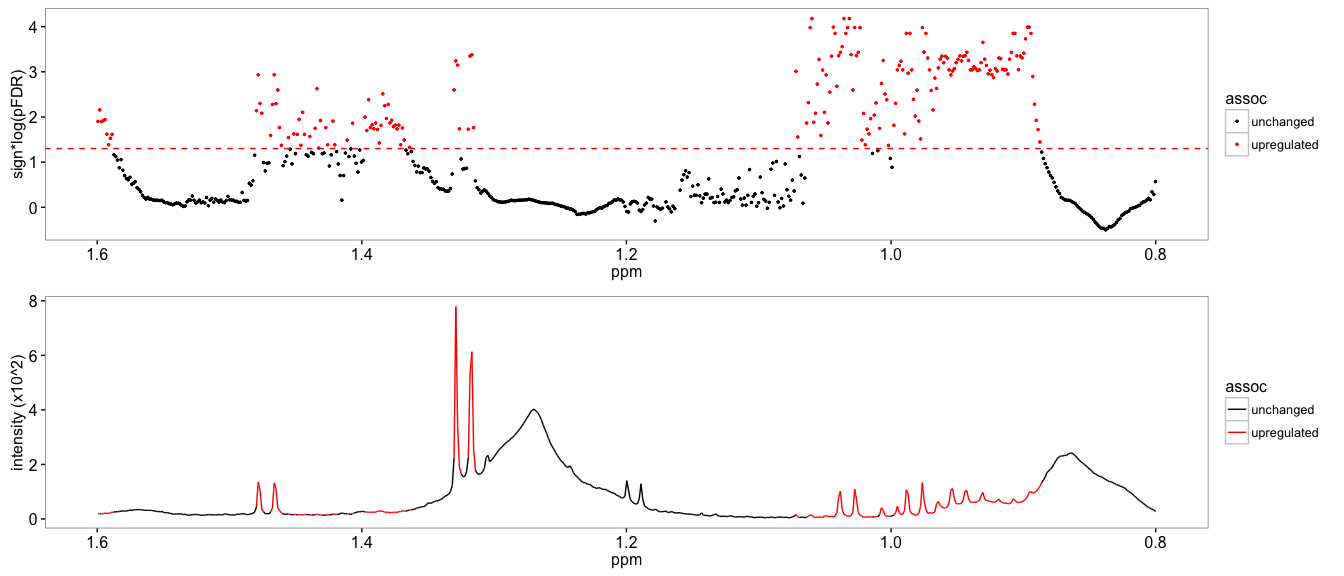 4
3
2
1
0
sign*log(pFDR)
1.6
1.4
1.2
1.0
0.8
ppm
assoc
unchanged
upregulated
8
6
4
2
0
intensity (x10^2)
1.6
1.4
1.2
1.0
0.8
ppm
assoc
unchanged
upregulated